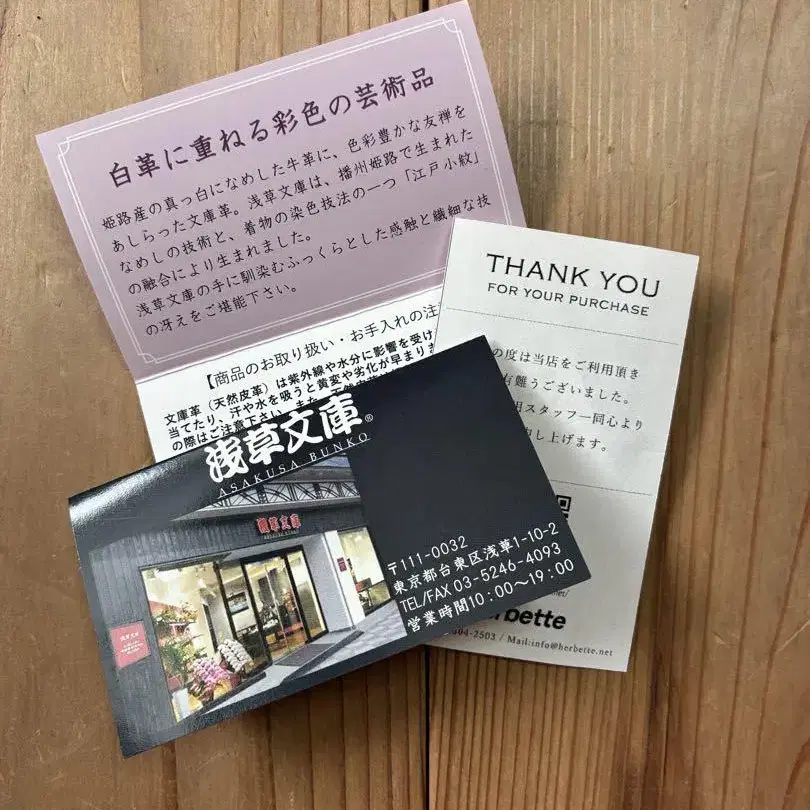 白革に重ねる彩色の芸術品
姫路産の真っ白になめした牛革に、色彩豊かな友禅を
あしらった文庫革。浅草文庫は、播州姫路で生まれた
なめしの技術と、着物の染色技法の一つ「江戸小紋」
の融合により生まれました。
浅草文庫の手に馴染むふっくらとした感触と繊細な技
の冴えをご堪能下さい。
【商品のお取り扱い・お手入れの注
文庫革（天然皮革）は紫外線や水分に影響を受け
当てたり、汗や水を吸うと黄変や劣化が早まりま
の際はご注意下さい。また、
THANK YOU
FOR YOUR PURCHASE
の度は当店をご利用頂き
有難うございました。
用スタッフ一同心より
申し上げます。
net/
erbette
604-2503 / Mail:info@herbette.net
浅草文庫®
ASAKUSA BUNKO
浅草文庫
浅草文庫
〒111-0032
東京都台東区浅草1-10-2
TEL/FAX 03-5246-4093
営業時間10：00〜19：00